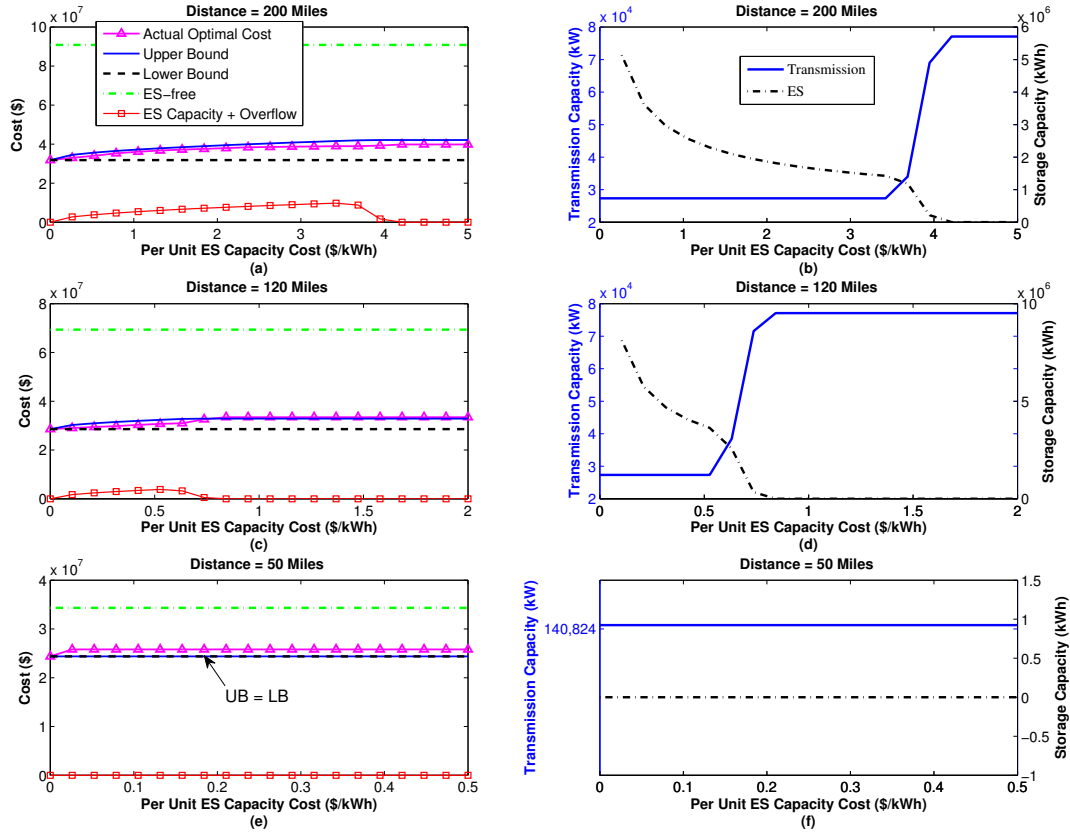 Distance = 200 Miles
x 10^7
Cost ($)
10
8
6
4
2
0
Actual Optimal Cost
Upper Bound
Lower Bound
ES-free
ES Capacity + Overflow
0 1 2 3 4 5
Per Unit ES Capacity Cost ($/kWh)
(a)
Distance = 200 Miles
x 10^4
Transmission Capacity (kW)
8
7
6
5
4
3
2
Transmission
ES
x 10^6
Storage Capacity (kWh)
6
5
4
3
2
1
0
0 1 2 3 4 5
Per Unit ES Capacity Cost ($/kWh)
(b)
Distance = 120 Miles
x 10^7
Cost ($)
8
6
4
2
0
0 0.5 1 1.5 2
Per Unit ES Capacity Cost ($/kWh)
(c)
Distance = 120 Miles
x 10^4
Transmission Capacity (kW)
8
7
6
5
4
3
2
x 10^6
Storage Capacity (kWh)
10
5
0
0 0.5 1 1.5 2
Per Unit ES Capacity Cost ($/kWh)
(d)
Distance = 50 Miles
x 10^7
Cost ($)
4
3
2
1
0
UB = LB
0 0.1 0.2 0.3 0.4 0.5
Per Unit ES Capacity Cost ($/kWh)
(e)
Distance = 50 Miles
Transmission Capacity (kW)
140,824
Storage Capacity (kWh)
1.5
1
0.5
0
−0.5
−1
0 0.1 0.2 0.3 0.4 0.5
Per Unit ES Capacity Cost ($/kWh)
(f)